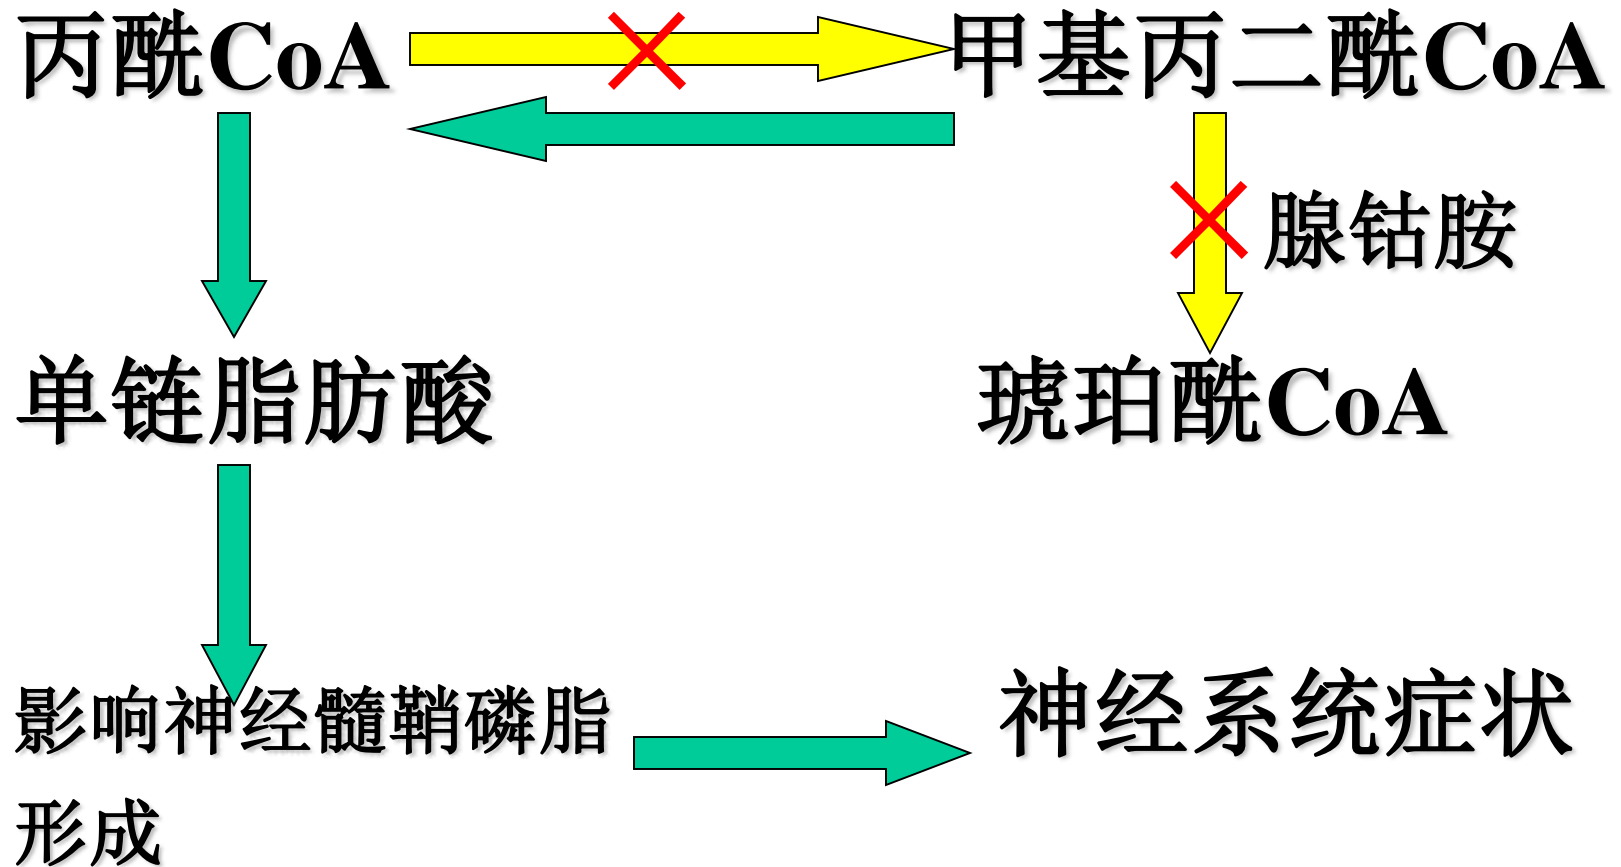 丙酰CoA 甲基丙二酰CoA
腺钴胺
单链脂肪酸 琥珀酰CoA
影响神经髓鞘磷脂 神经系统症状
形成